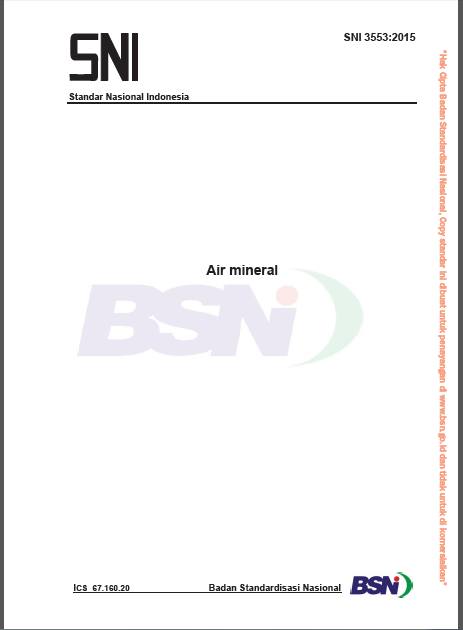 SNI
SNI 3553:2015
Standar Nasional Indonesia
Air mineral
BSN
ICS 67.160.20
Badan Standardisasi Nasional
BSN
"Hak Cipta Badan Standardisasi Nasional, Copy standar ini dibuat untuk penayangan di www.bsn.go.id dan tidak untuk di komersialkan"